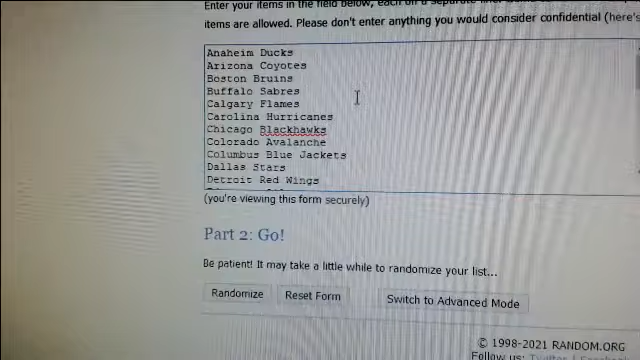 Enter your items in the field below, each on a separate line.
items are allowed. Please don't enter anything you would consider confidential (here's
Anaheim Ducks
Arizona Coyotes
Boston Bruins
Buffalo Sabres
Calgary Flames
Carolina Hurricanes
Chicago Blackhawks
Colorado Avalanche
Columbus Blue Jackets
Dallas Stars
Detroit Red Wings
(you're viewing this form securely)
Part 2: Go!
Be patient! It may take a little while to randomize your list...
Randomize Reset Form Switch to Advanced Mode
© 1998-2021 RANDOM.ORG
Follow us: Twitter | Facebook